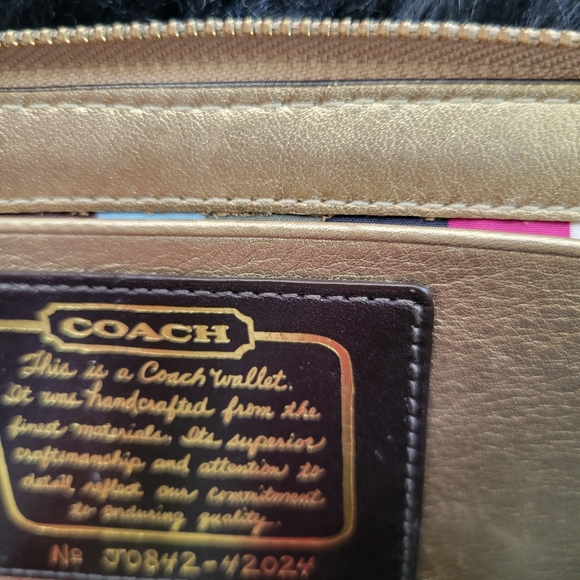 COACH
This is a Coach wallet.
It was handcrafted from the
finest materials. Its superior
craftsmanship and attention to
detail reflect our commitment
to enduring quality.
No J0842-42024